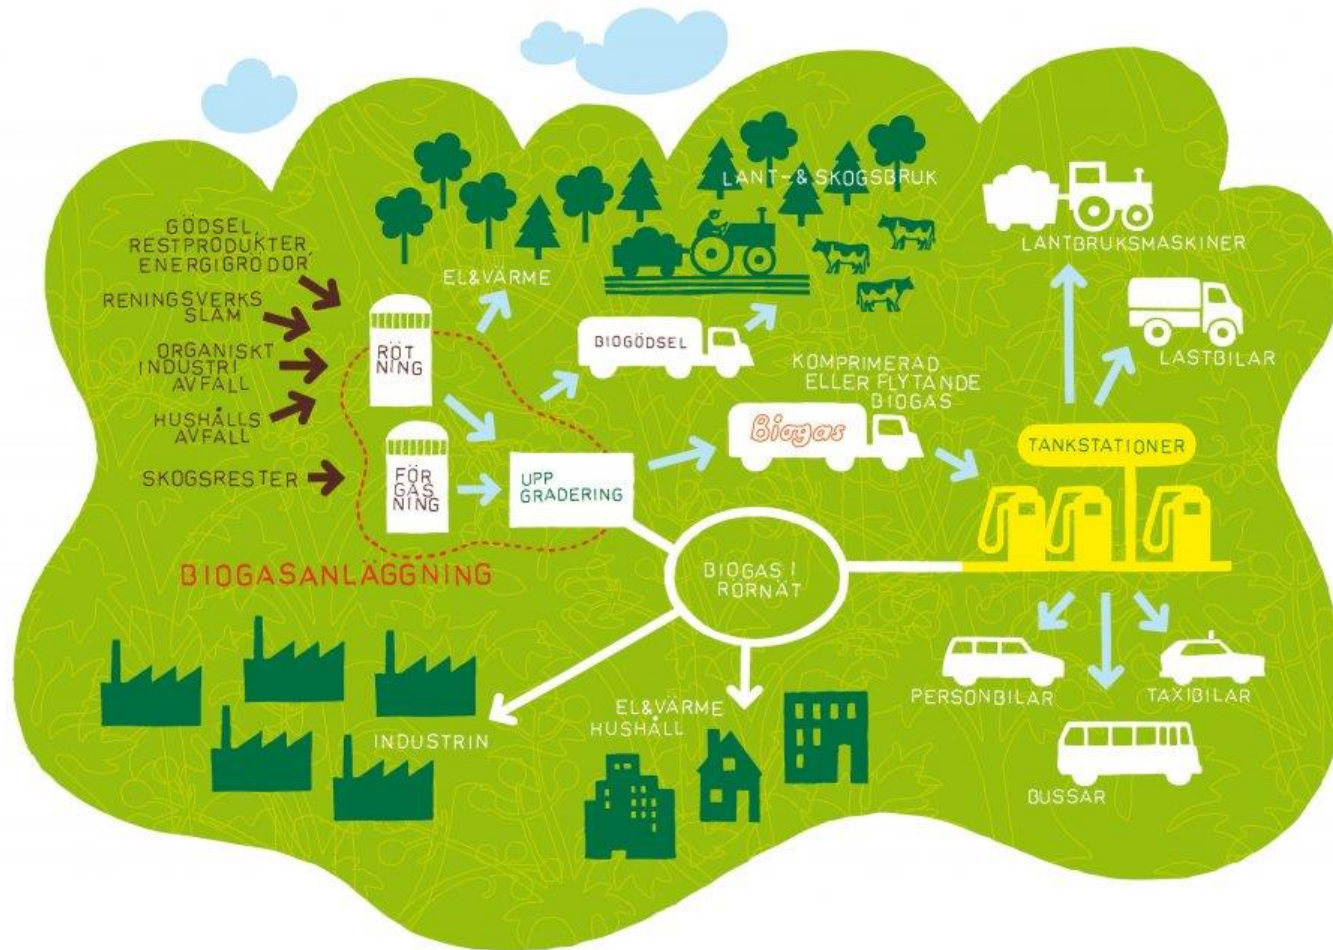 LANT- & SKOGSBRUK
GÖDSEL,
RESTPRODUKTER,
ENERGIGRÖDOR,
LANTBRUKSMASKINER
EL&VÄRME
RENINGSVERKS
SLAM
RÖT
NING
BIOGÖDSEL
LASTBILAR
ORGANISKT
INDUSTRI
AVFALL
KOMPRIMERAD
ELLER FLYTANDE
BIOGAS
HUSHÅLLS
AVFALL
Biogas
TANKSTATIONER
SKOGSRESTER
FÖR
GAS
NING
UPP
GRADERING
BIOGASANLÄGGNING
BIOGAS I
RÖRNÄT
PERSONBILAR
TAXIBILAR
EL&VÄRME
HUSHÅLL
INDUSTRIN
BUSSAR